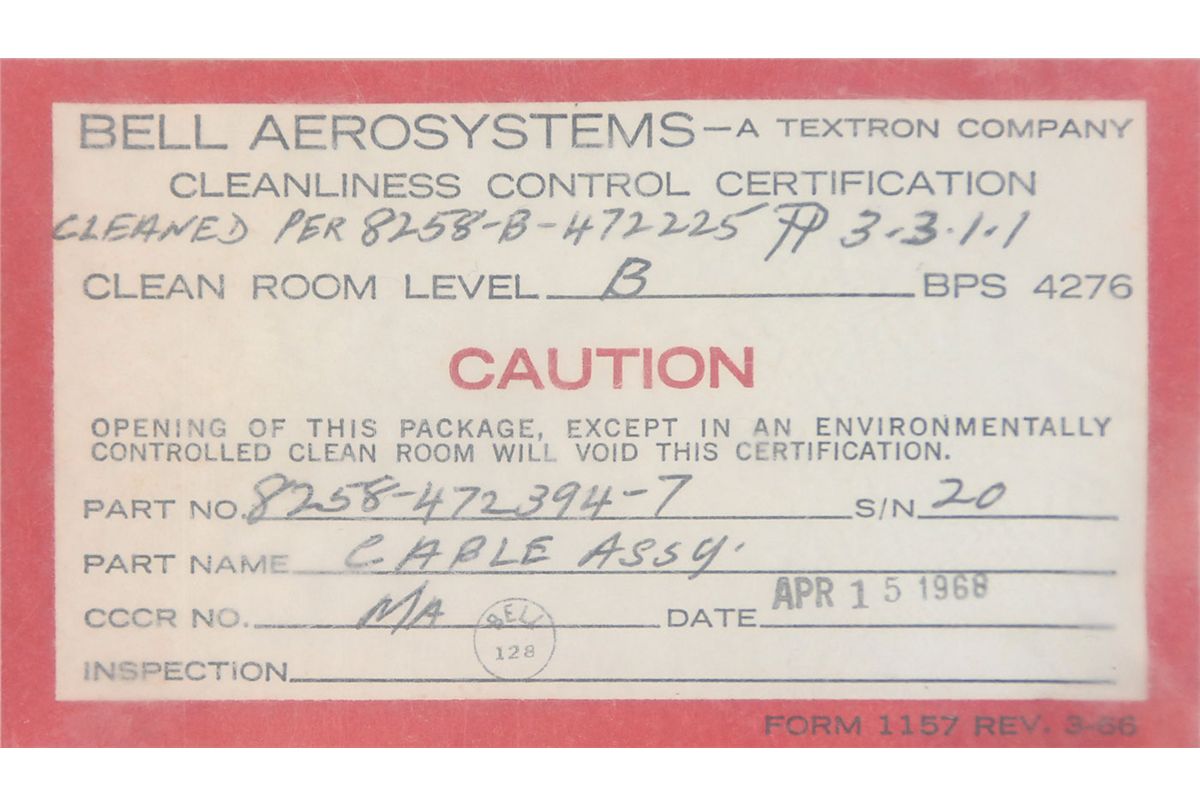 BELL AEROSYSTEMS—A TEXTRON COMPANY
CLEANLINESS CONTROL CERTIFICATION
CLEANED PER 8258-B-472225 PP 3.3.1.1
CLEAN ROOM LEVEL B BPS 4276
CAUTION
OPENING OF THIS PACKAGE, EXCEPT IN AN ENVIRONMENTALLY
CONTROLLED CLEAN ROOM WILL VOID THIS CERTIFICATION.
PART NO. 8258-472394-7 S/N 20
PART NAME CABLE ASSY.
CCCR NO. N/A DATE APR 15 1968
BELL
128
INSPECTION
FORM 1157 REV. 3-66